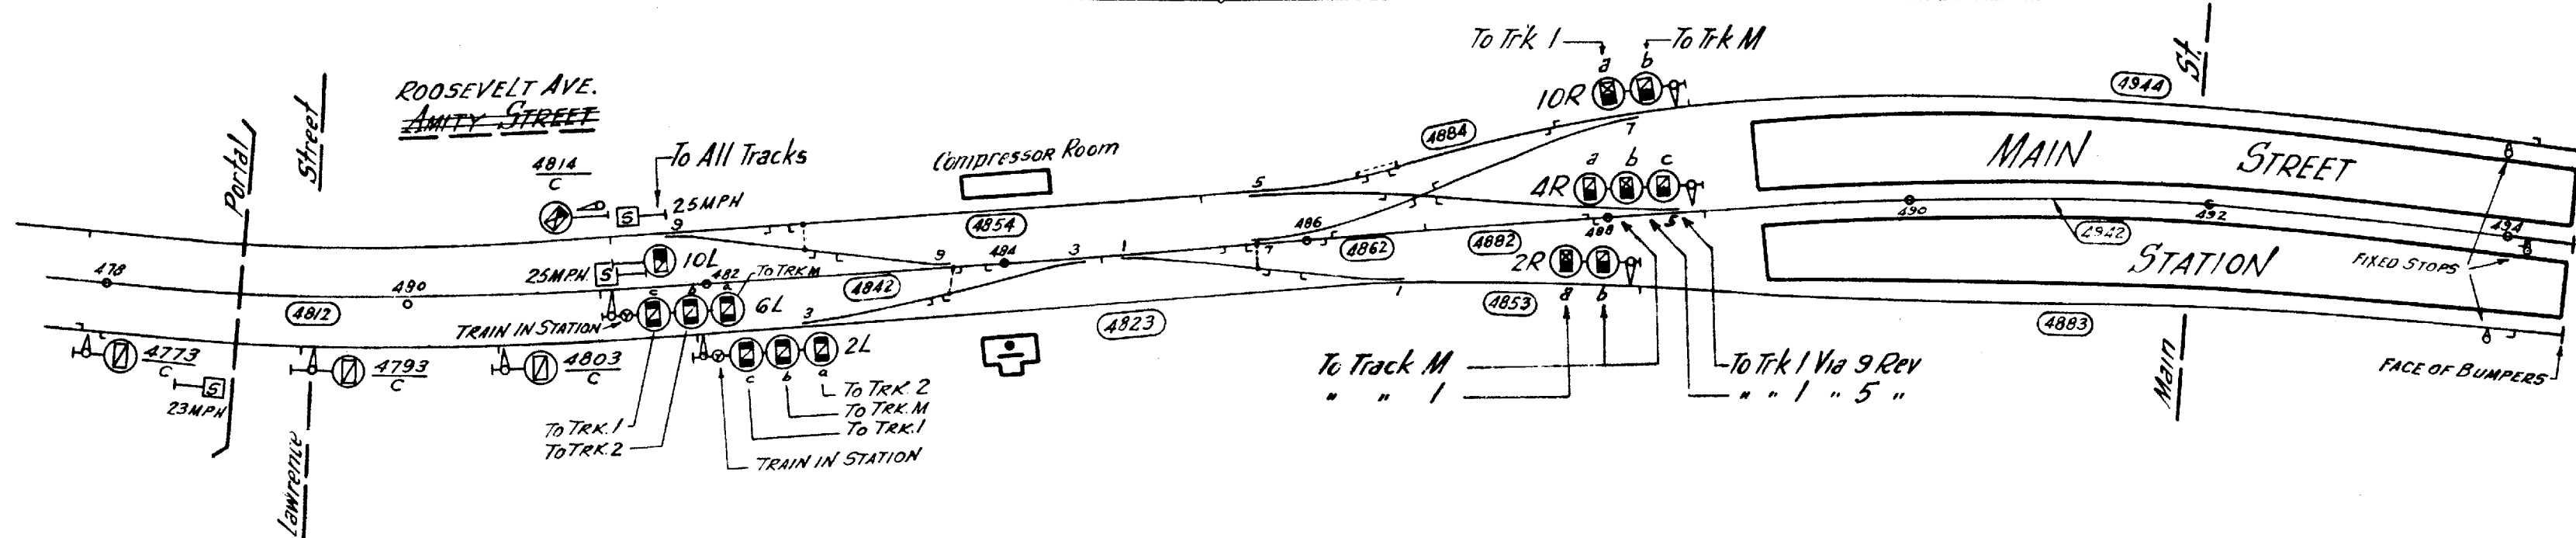 To Trk 1
To Trk M
a b
10R
7
St.
4944
ROOSEVELT AVE.
AMITY STREET
Street
Portal
4814
C
To All Tracks
S
25MPH
Compressor Room
4884
MAIN STREET
a b c
4R
5
9
4854
478
490
4812
25MPH S
10L
482
To TRK M
9
484
3
1
7
486
4862
4882
488
5
490
4942
492
494
4842
c b a
6L
TRAIN IN STATION
3
2R
a b
1
4853
STATION
FIXED STOPS
4823
4883
4773
C
S
23MPH
4793
C
4803
C
2L
c b a
To TRK. 2
To TRK. M
To TRK. 1
To TRK. 1
To TRK. 2
TRAIN IN STATION
To Track M
" " 1
To Trk 1 Via 9 Rev
" " 1 " 5 "
FACE OF BUMPERS
Lawrence
Main